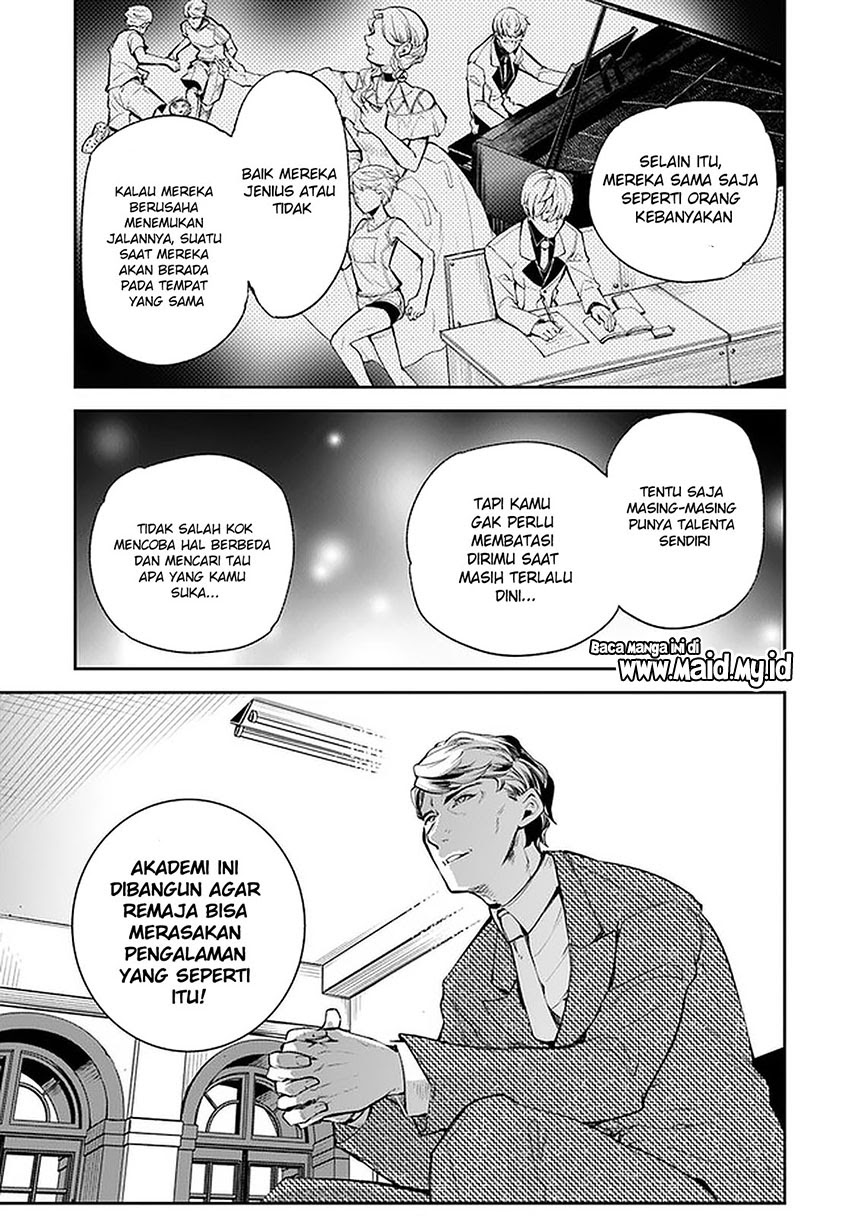 SELAIN ITU,
MEREKA SAMA SAJA
SEPERTI ORANG
KEBANYAKAN
BAIK MEREKA
JENIUS ATAU
TIDAK
KALAU MEREKA
BERUSAHA
MENEMUKAN
JALANNYA, SUATU
SAAT MEREKA
AKAN BERADA
PADA TEMPAT
YANG SAMA
TENTU SAJA
MASING-MASING
PUNYA TALENTA
SENDIRI
TAPI KAMU
GAK PERLU
MEMBATASI
DIRIMU SAAT
MASIH TERLALU
DINI...
TIDAK SALAH KOK
MENCOBA HAL BERBEDA
DAN MENCARI TAU
APA YANG KAMU
SUKA...
Baca Manga ini di
www.Maid.My.id
AKADEMI INI
DIBANGUN AGAR
REMAJA BISA
MERASAKAN
PENGALAMAN
YANG SEPERTI
ITU!